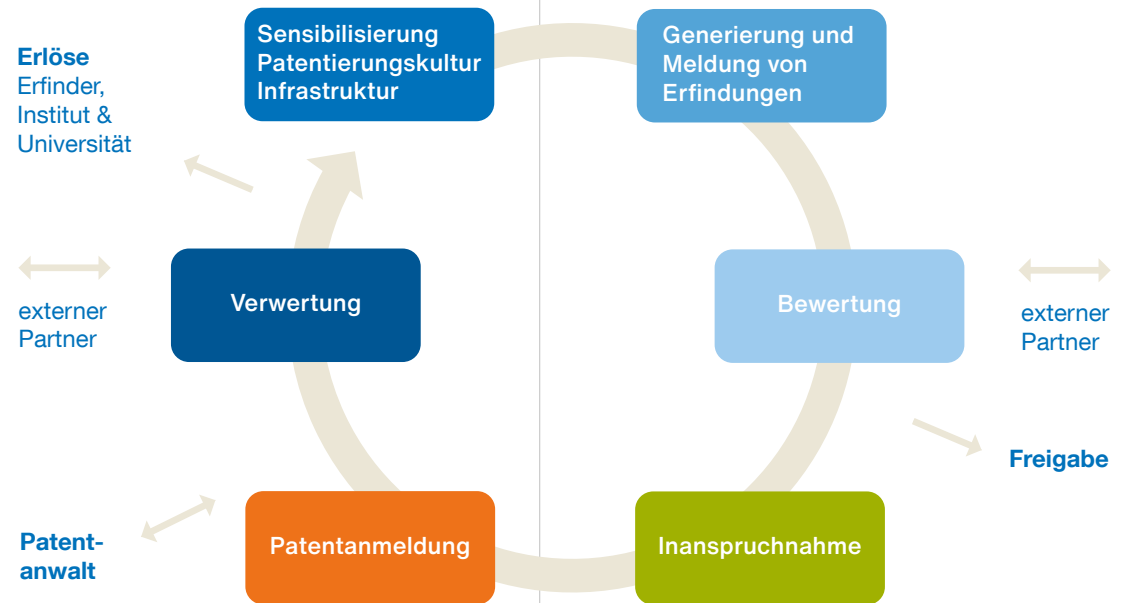 Sensibilisierung
Patentierungskultur
Infrastruktur
Generierung und
Meldung von
Erfindungen
Erlöse
Erfinder,
Institut &
Universität
Verwertung
Bewertung
externer
Partner
externer
Partner
Freigabe
Patentanmeldung
Inanspruchnahme
Patent-
anwalt